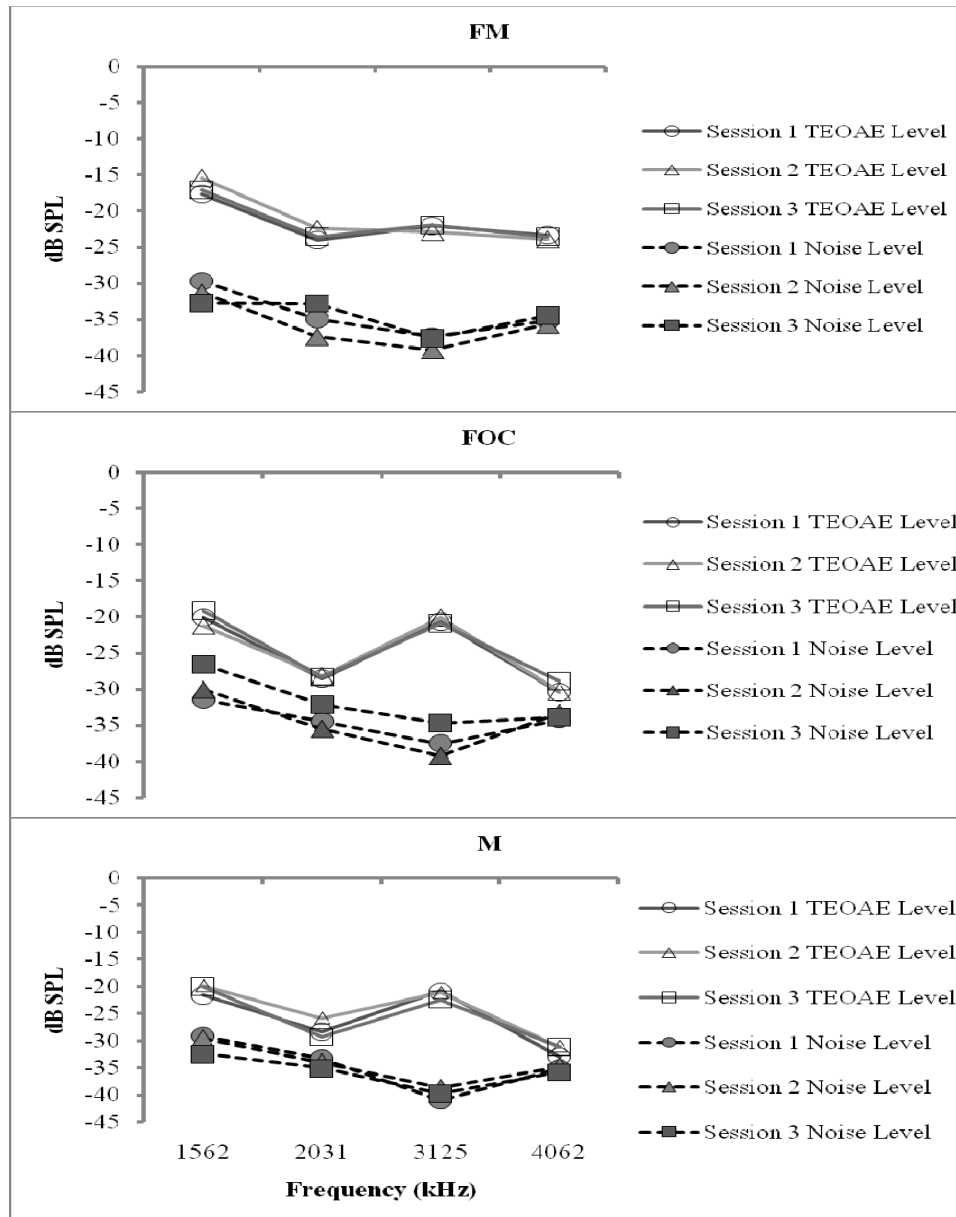 FM
0
-5
-10
-15
-20
-25
-30
-35
-40
-45
dB SPL
Session 1 TEOAE Level
Session 2 TEOAE Level
Session 3 TEOAE Level
Session 1 Noise Level
Session 2 Noise Level
Session 3 Noise Level
FOC
0
-5
-10
-15
-20
-25
-30
-35
-40
-45
dB SPL
Session 1 TEOAE Level
Session 2 TEOAE Level
Session 3 TEOAE Level
Session 1 Noise Level
Session 2 Noise Level
Session 3 Noise Level
M
0
-5
-10
-15
-20
-25
-30
-35
-40
-45
dB SPL
Session 1 TEOAE Level
Session 2 TEOAE Level
Session 3 TEOAE Level
Session 1 Noise Level
Session 2 Noise Level
Session 3 Noise Level
1562 2031 3125 4062
Frequency (kHz)